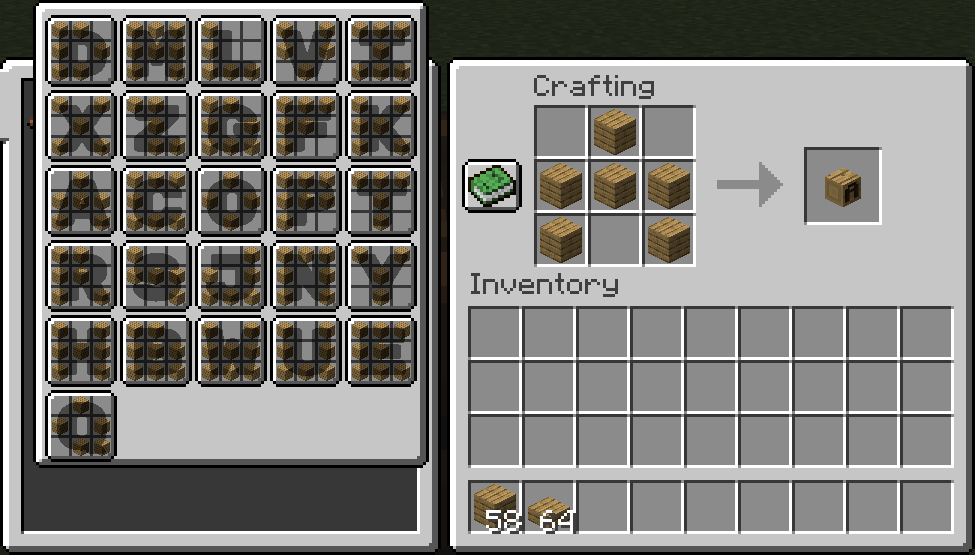 D M L V I
X Z G F K
A C O P T
R S J N Y
H B W U E
Q
Crafting
A
Inventory
58 64